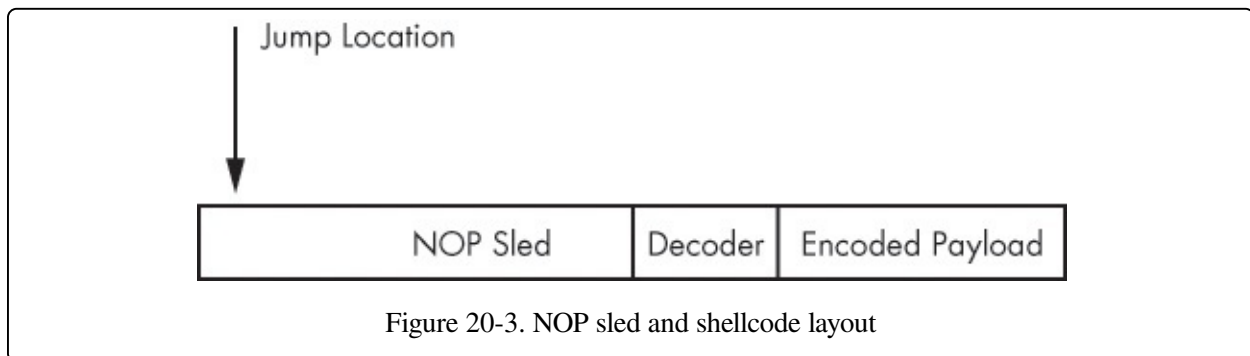 Jump Location
NOP Sled Decoder Encoded Payload
Figure 20-3. NOP sled and shellcode layout